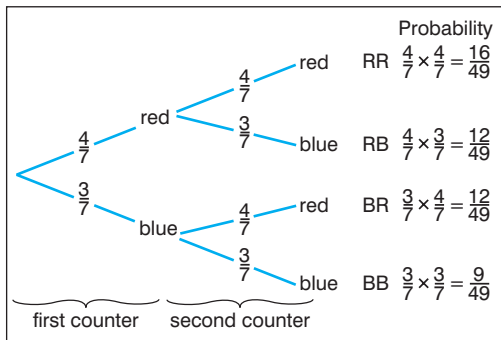 Probability
4/7 red RR 4/7 × 4/7 = 16/49
red
4/7 3/7 blue RB 4/7 × 3/7 = 12/49
3/7 4/7 red BR 3/7 × 4/7 = 12/49
blue
3/7 blue BB 3/7 × 3/7 = 9/49
first counter second counter